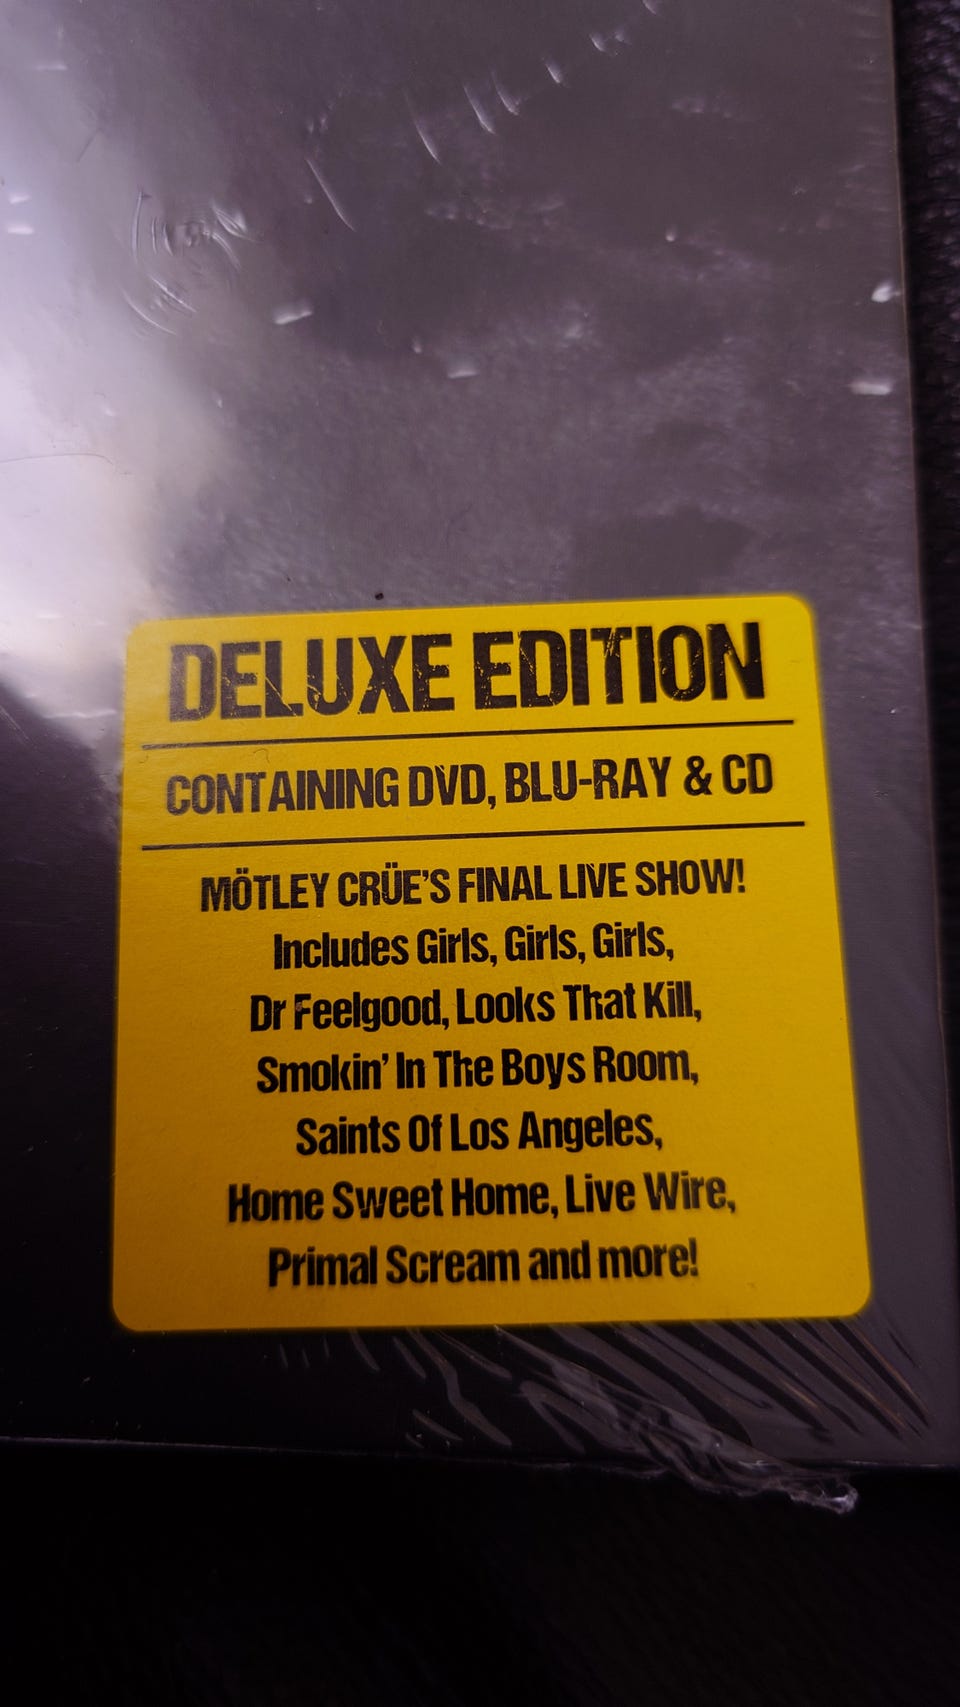 DELUXE EDITION
CONTAINING DVD, BLU-RAY & CD
MÖTLEY CRÜE'S FINAL LIVE SHOW!
Includes Girls, Girls, Girls,
Dr Feelgood, Looks That Kill,
Smokin' In The Boys Room,
Saints Of Los Angeles,
Home Sweet Home, Live Wire,
Primal Scream and more!